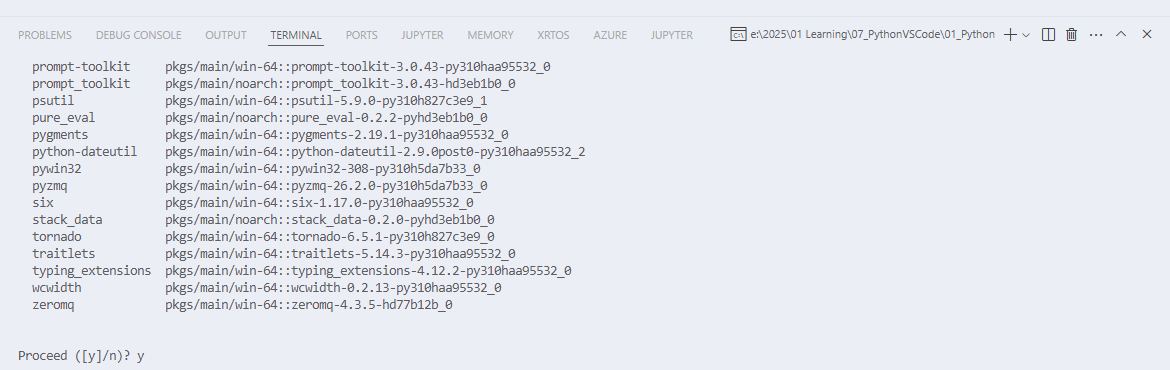 PROBLEMS DEBUG CONSOLE OUTPUT TERMINAL PORTS JUPYTER MEMORY XRTOS AZURE JUPYTER e:\2025\01 Learning\07_PythonVSCode\01_Python
prompt-toolkit pkgs/main/win-64::prompt-toolkit-3.0.43-py310haa95532_0
prompt_toolkit pkgs/main/noarch::prompt_toolkit-3.0.43-hd3eb1b0_0
psutil pkgs/main/win-64::psutil-5.9.0-py310h827c3e9_1
pure_eval pkgs/main/noarch::pure_eval-0.2.2-pyhd3eb1b0_0
pygments pkgs/main/win-64::pygments-2.19.1-py310haa95532_0
python-dateutil pkgs/main/win-64::python-dateutil-2.9.0post0-py310haa95532_2
pywin32 pkgs/main/win-64::pywin32-308-py310h5da7b33_0
pyzmq pkgs/main/win-64::pyzmq-26.2.0-py310h5da7b33_0
six pkgs/main/win-64::six-1.17.0-py310haa95532_0
stack_data pkgs/main/noarch::stack_data-0.2.0-pyhd3eb1b0_0
tornado pkgs/main/win-64::tornado-6.5.1-py310h827c3e9_0
traitlets pkgs/main/win-64::traitlets-5.14.3-py310haa95532_0
typing_extensions pkgs/main/win-64::typing_extensions-4.12.2-py310haa95532_0
wcwidth pkgs/main/win-64::wcwidth-0.2.13-py310haa95532_0
zeromq pkgs/main/win-64::zeromq-4.3.5-hd77b12b_0
Proceed ([y]/n)? y